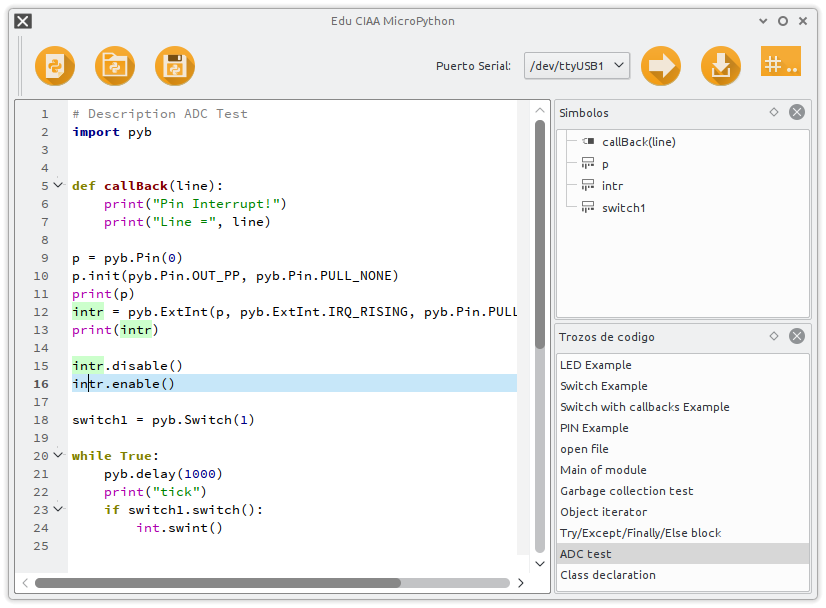 Edu CIAA MicroPython
Puerto Serial: /dev/ttyUSB1
#..
1 # Description ADC Test
2 import pyb
3
4
5 def callBack(line):
6 print("Pin Interrupt!")
7 print("Line =", line)
8
9 p = pyb.Pin(0)
10 p.init(pyb.Pin.OUT_PP, pyb.Pin.PULL_NONE)
11 print(p)
12 intr = pyb.ExtInt(p, pyb.ExtInt.IRQ_RISING, pyb.Pin.PULL
13 print(intr)
14
15 intr.disable()
16 intr.enable()
17
18 switch1 = pyb.Switch(1)
19
20 while True:
21 pyb.delay(1000)
22 print("tick")
23 if switch1.switch():
24 int.swint()
25
Simbolos
callBack(line)
p
intr
switch1
Trozos de codigo
LED Example
Switch Example
Switch with callbacks Example
PIN Example
open file
Main of module
Garbage collection test
Object iterator
Try/Except/Finally/Else block
ADC test
Class declaration